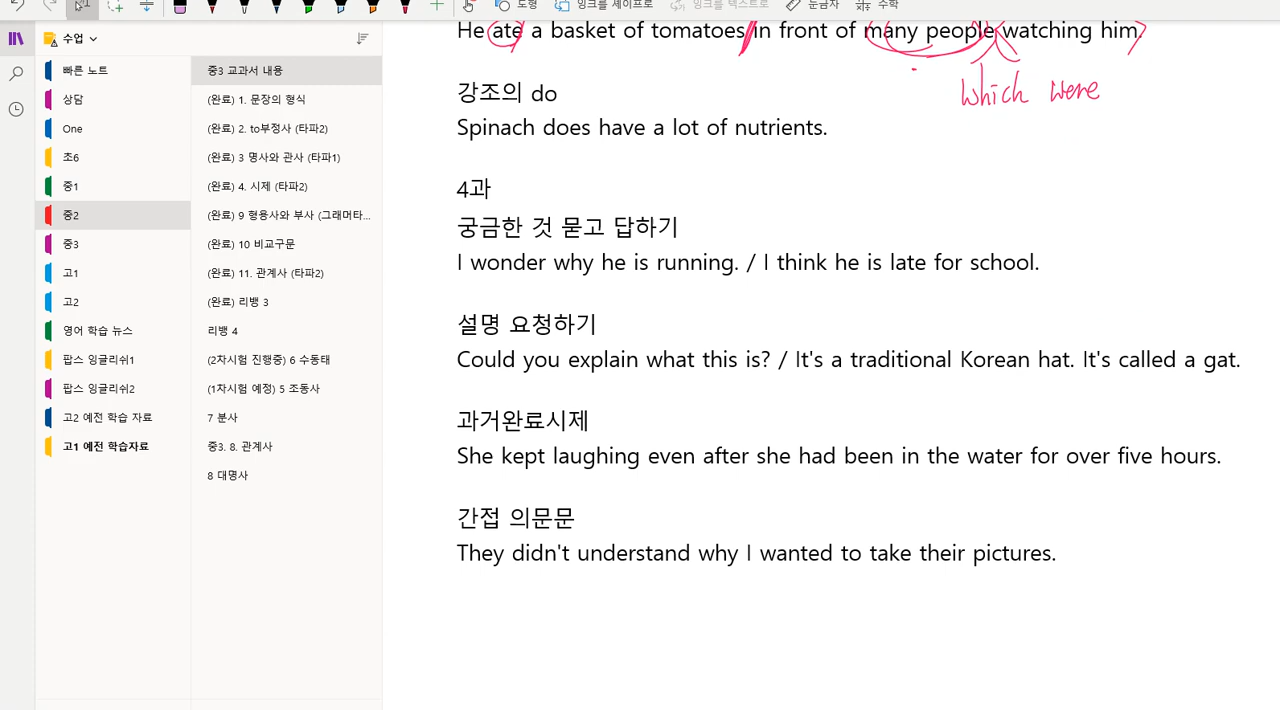 도형
잉크를 셰이프로
잉크를 텍스트로
눈금자
수학
수업
빠른 노트
상담
One
초6
중1
중2
중3
고1
고2
영어 학습 뉴스
팝스 잉글리쉬1
팝스 잉글리쉬2
고2 예전 학습 자료
고1 예전 학습자료
중3 교과서 내용
(완료) 1. 문장의 형식
(완료) 2. to부정사 (타파2)
(완료) 3 명사와 관사 (타파1)
(완료) 4. 시제 (타파2)
(완료) 9 형용사와 부사 (그래머타...
(완료) 10 비교구문
(완료) 11. 관계사 (타파2)
(완료) 리뱅 3
리뱅 4
(2차시험 진행중) 6 수동태
(1차시험 예정) 5 조동사
7 분사
중3. 8. 관계사
8 대명사
He ate a basket of tomatoes in front of many people watching him.
which were
강조의 do
Spinach does have a lot of nutrients.
4과
궁금한 것 묻고 답하기
I wonder why he is running. / I think he is late for school.
설명 요청하기
Could you explain what this is? / It's a traditional Korean hat. It's called a gat.
과거완료시제
She kept laughing even after she had been in the water for over five hours.
간접 의문문
They didn't understand why I wanted to take their pictures.